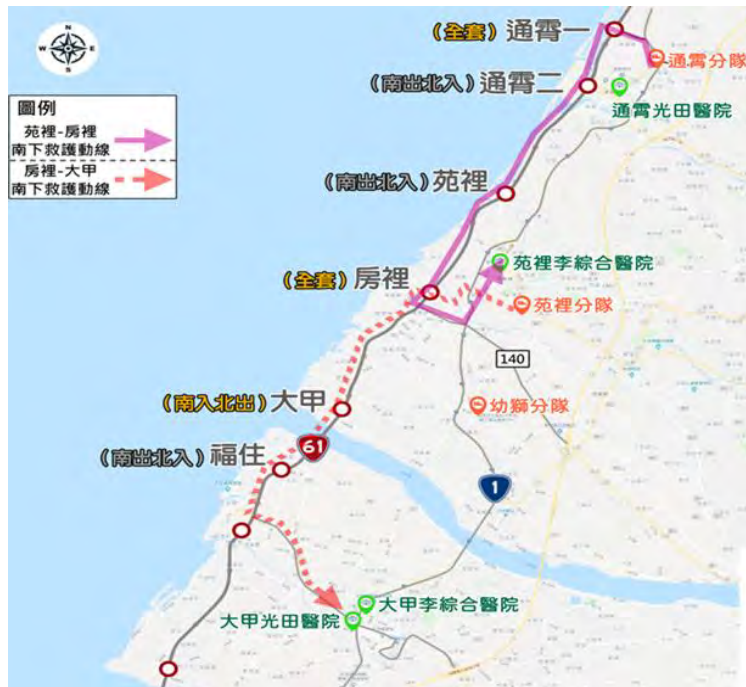 N
W E
S
圖例
苑裡-房裡
南下救護動線
房裡-大甲
南下救護動線
(全套) 通霄一
通霄分隊
(南出北入) 通霄二
通霄光田醫院
(南出北入) 苑裡
苑裡李綜合醫院
(全套) 房裡
苑裡分隊
140
(南入北出) 大甲
幼獅分隊
61
(南出北入) 福住
1
大甲李綜合醫院
大甲光田醫院